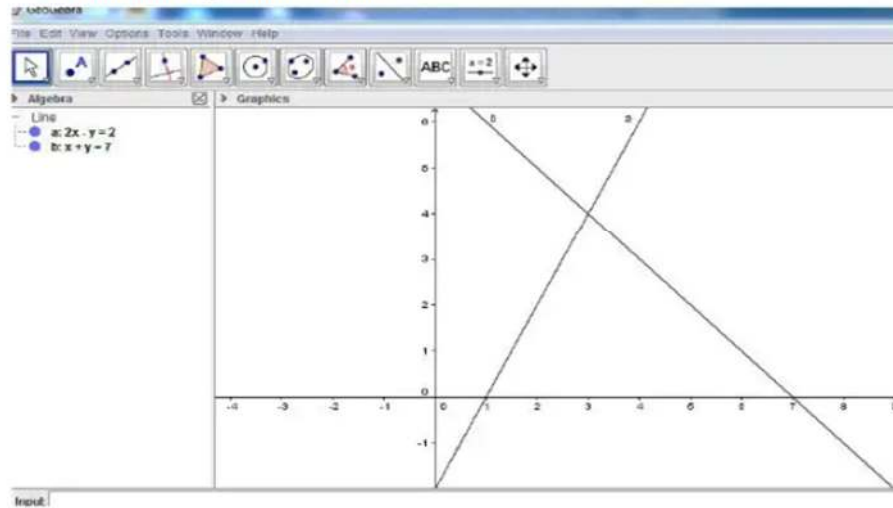 GeoGebra
File Edit View Options Tools Window Help
A ABC a=2
Algebra Graphics
Line
a: 2x - y = 2
b: x + y = 7
b a
6
5
4
3
2
1
0
-4 -3 -2 -1 0 1 2 3 4 5 6 7 8
-1
Input: